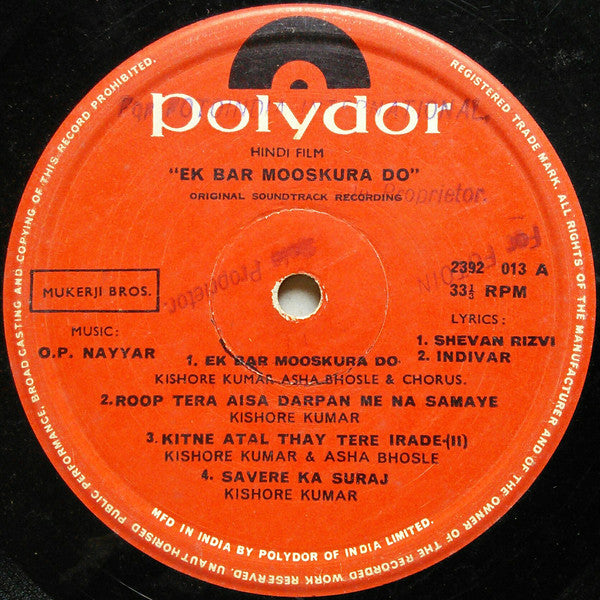 Polydor
HINDI FILM
"EK BAR MOOSKURA DO"
ORIGINAL SOUNDTRACK RECORDING
Proprietor.
Sole Proprietor.
2392 013 A
33⅓ RPM
MUKERJI BROS.
MUSIC:
O.P. NAYYAR
LYRICS:
1. SHEVAN RIZVI
2. INDIVAR
1. EK BAR MOOSKURA DO
KISHORE KUMAR ASHA BHOSLE & CHORUS.
2.ROOP TERA AISA DARPAN ME NA SAMAYE
KISHORE KUMAR
3. KITNE ATAL THAY TERE IRADE-(II)
KISHORE KUMAR & ASHA BHOSLE
4. SAVERE KA SURAJ
KISHORE KUMAR
MFD IN INDIA BY POLYDOR OF INDIA LIMITED.
REGISTERED TRADE MARK. ALL RIGHTS OF THE MANUFACTURER AND OF THE OWNER OF THE RECORDED WORK RESERVED. UNAUTHORISED PUBLIC PERFORMANCE, BROADCASTING AND COPYING OF THIS RECORD PROHIBITED.